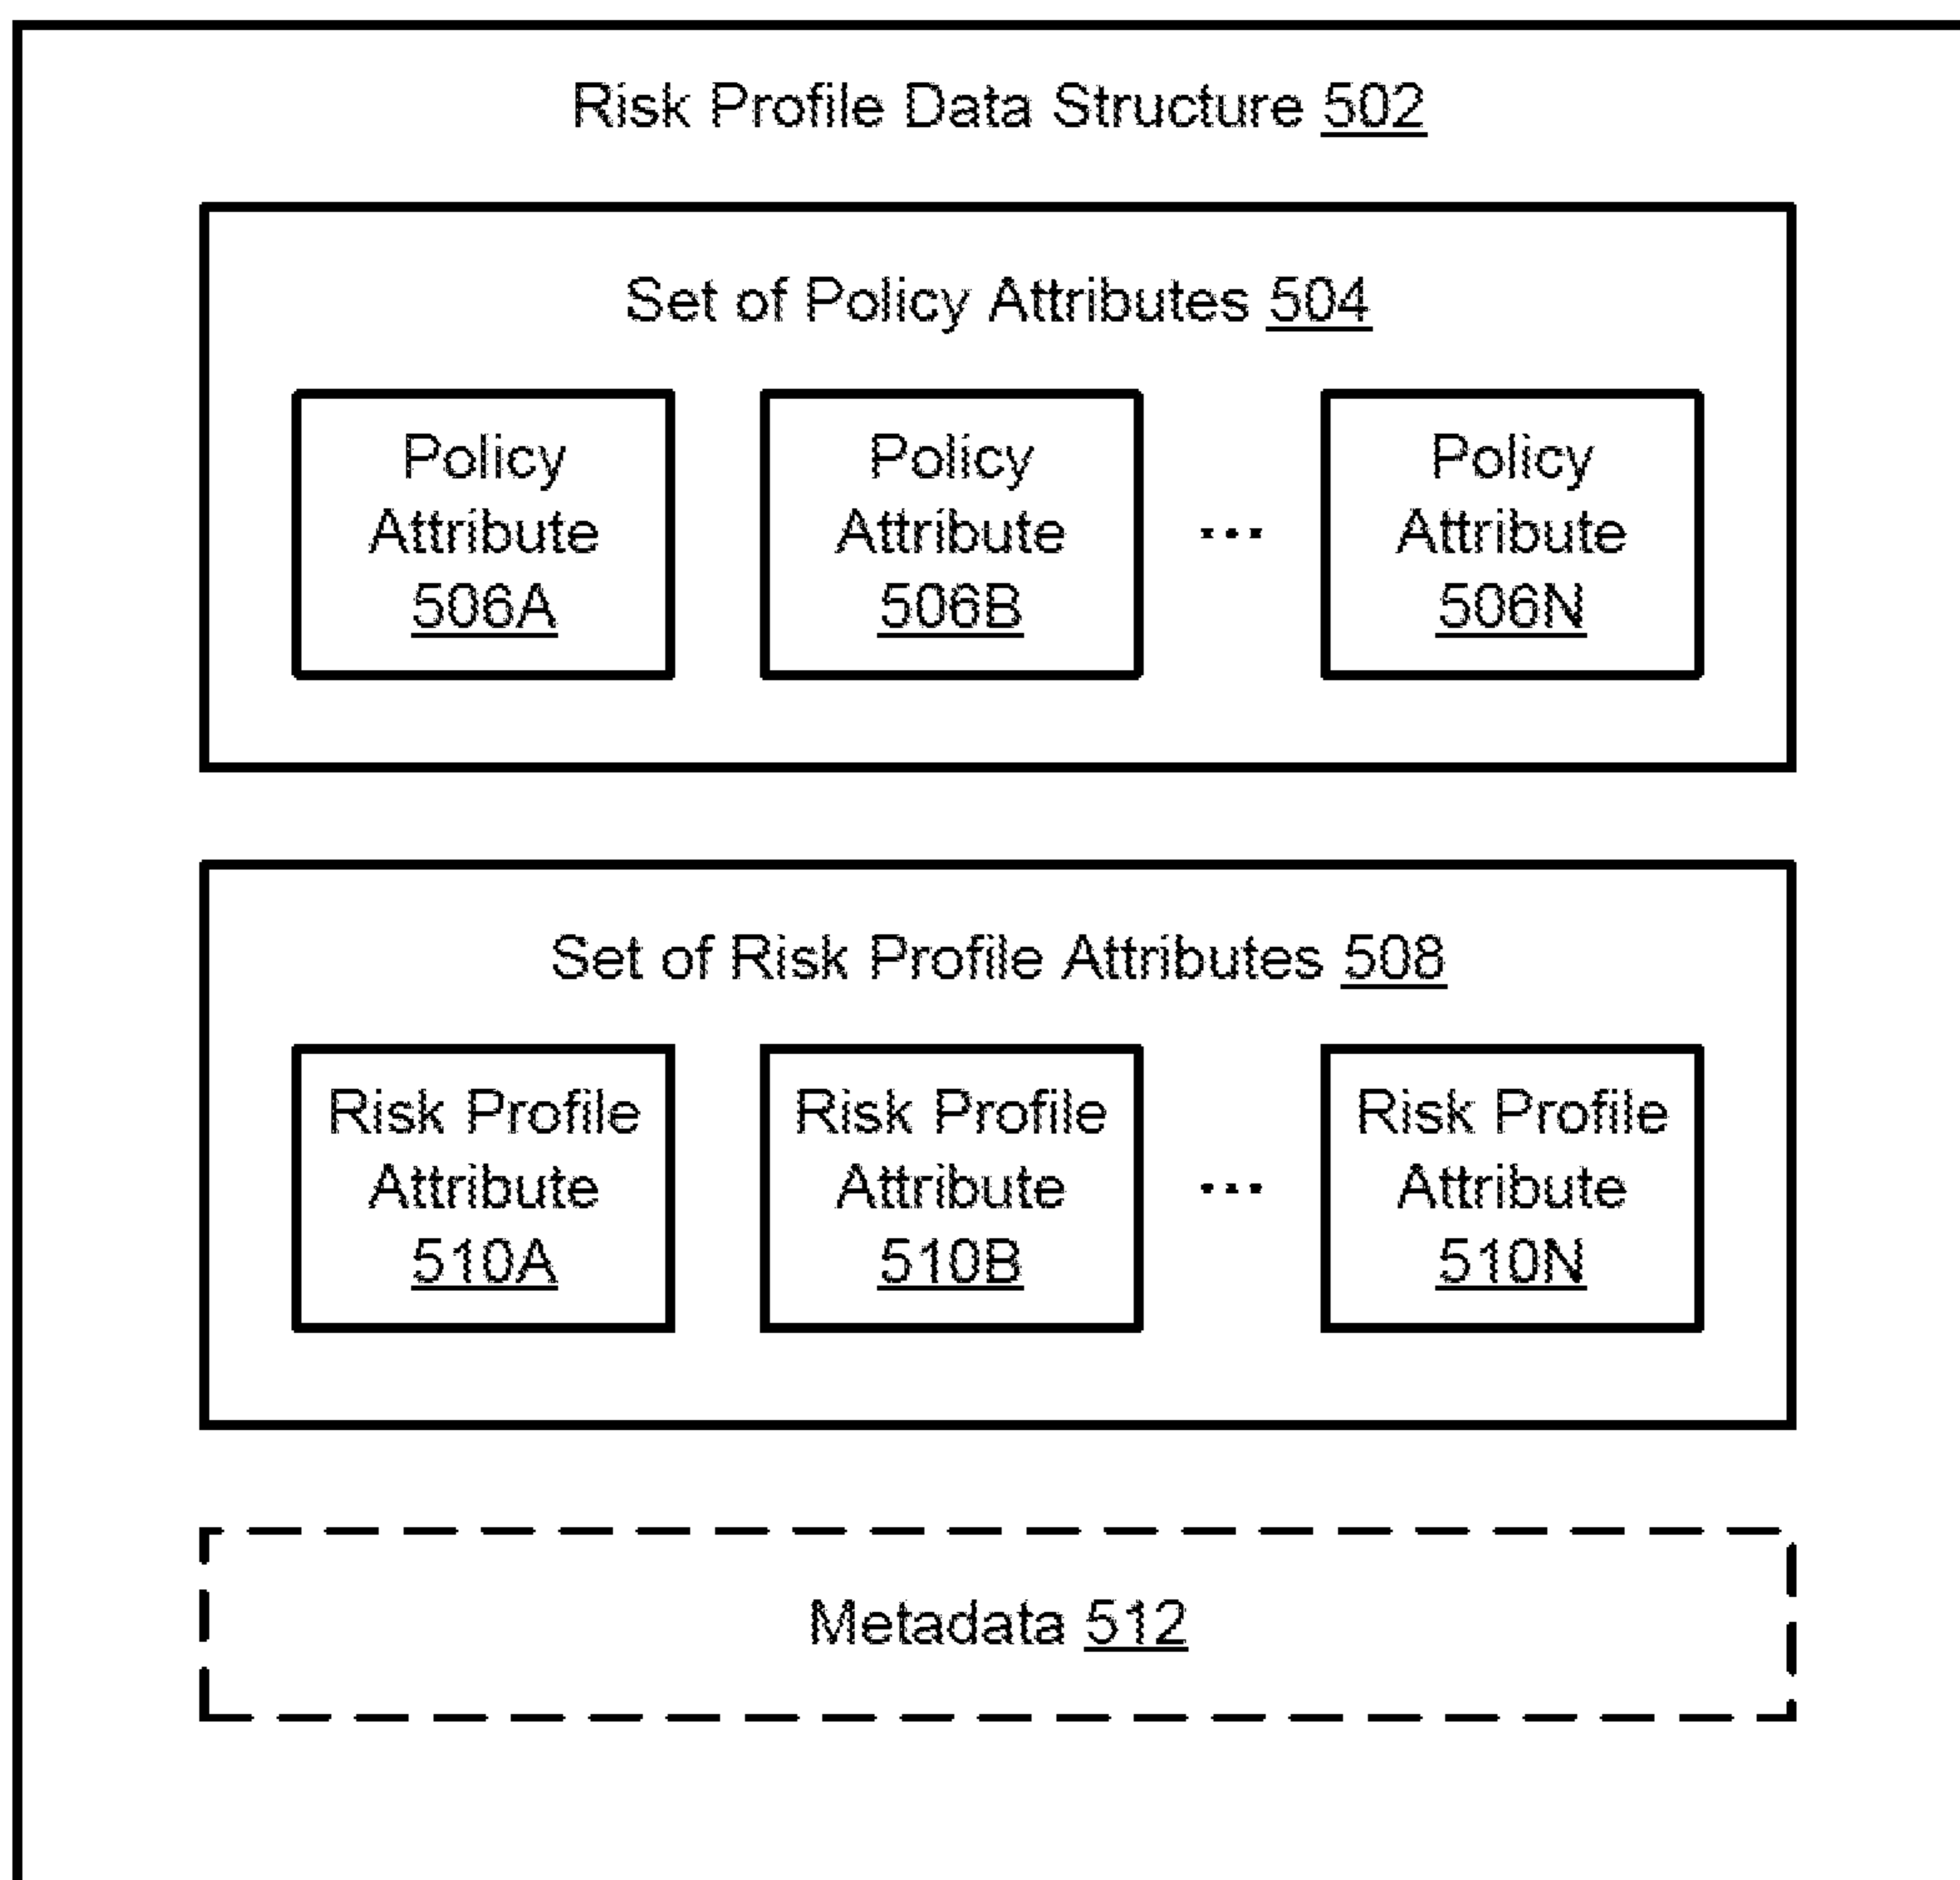 Risk Profile Data Structure 502
Set of Policy Attributes 504
Policy
Attribute
506A
Policy
Attribute
506B
...
Policy
Attribute
506N
Set of Risk Profile Attributes 508
Risk Profile
Attribute
510A
Risk Profile
Attribute
510B
...
Risk Profile
Attribute
510N
Metadata 512